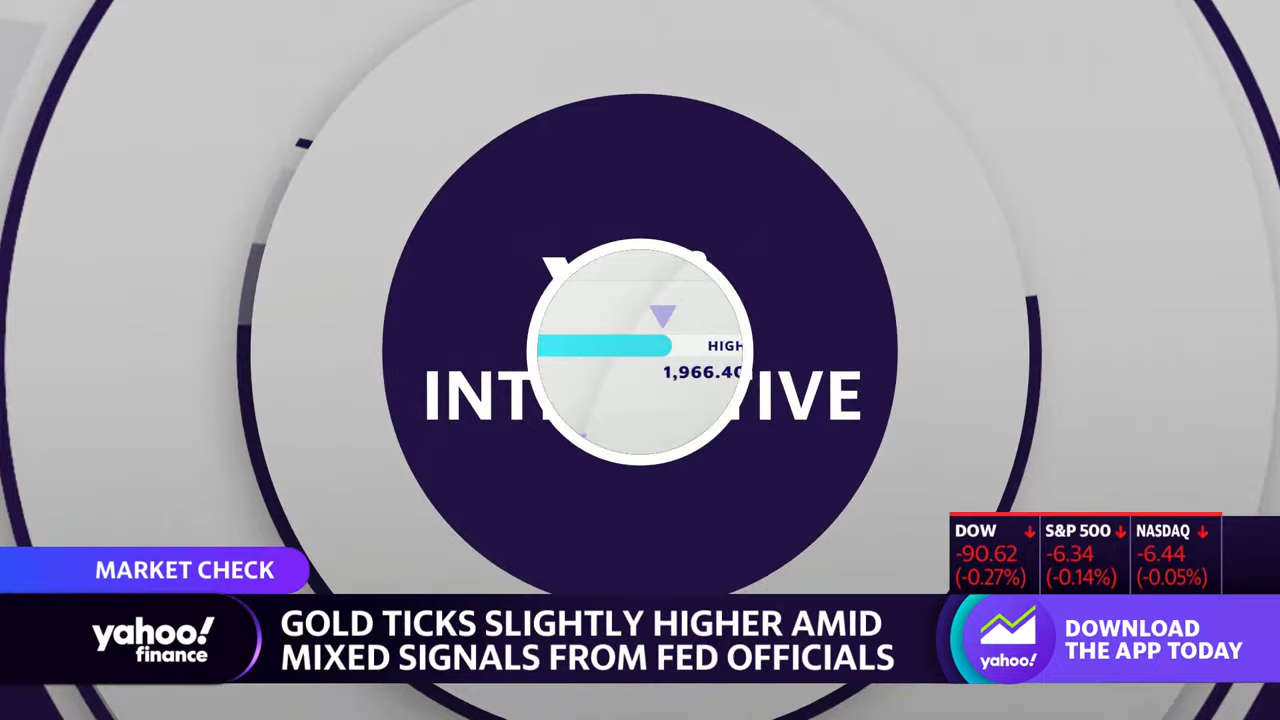 HIGH
1,966.40
MARKET CHECK
yahoo!
finance
GOLD TICKS SLIGHTLY HIGHER AMID
MIXED SIGNALS FROM FED OFFICIALS
DOW
-90.62
(-0.27%)
S&P 500
-6.34
(-0.14%)
NASDAQ
-6.44
(-0.05%)
yahoo!
DOWNLOAD
THE APP TODAY